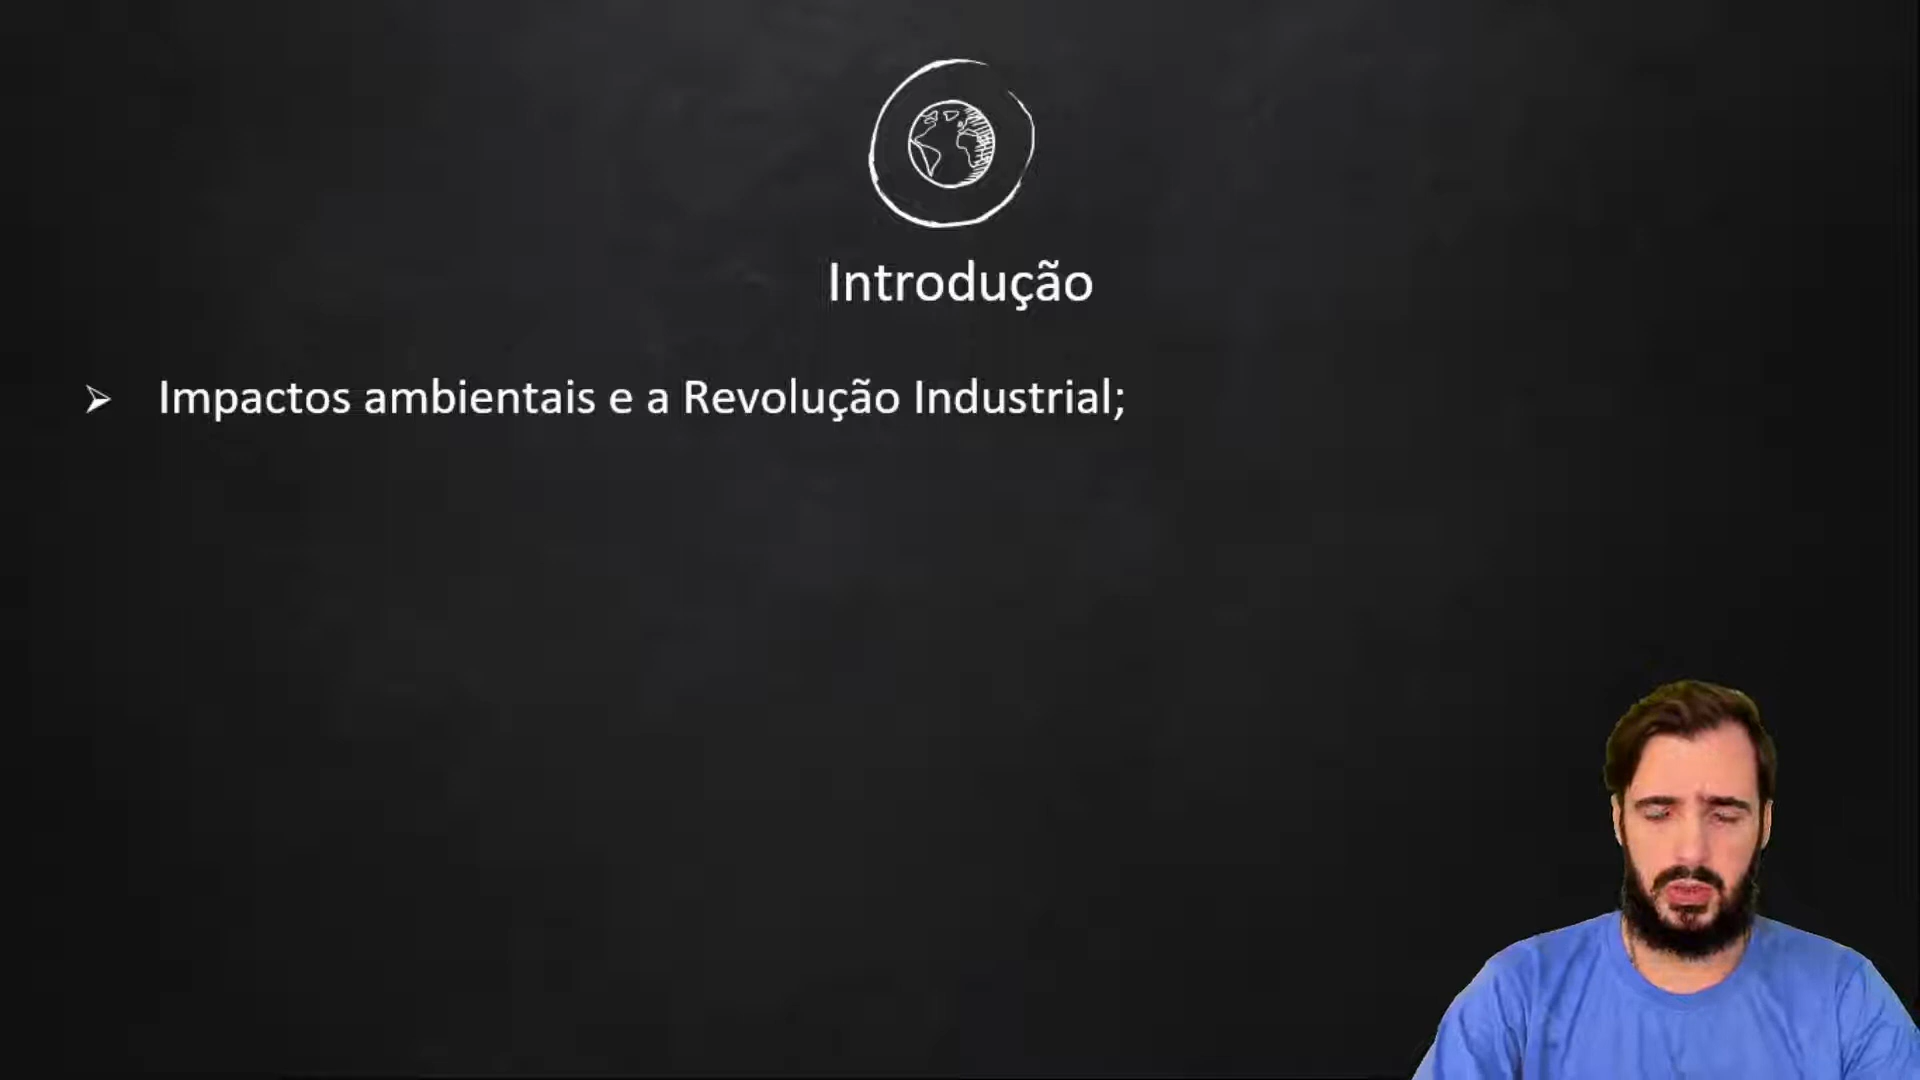 Introdução
➢ Impactos ambientais e a Revolução Industrial;